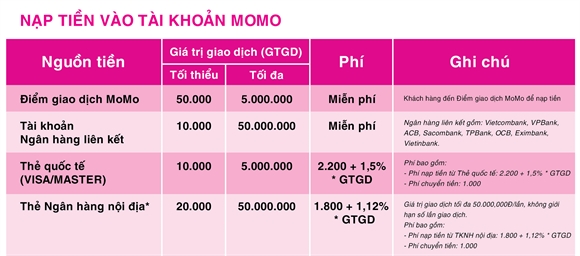 NẠP TIỀN VÀO TÀI KHOẢN MOMO
Nguồn tiền
Giá trị giao dịch (GTGD)
Tối thiểu
Tối đa
Phí
Ghi chú
Điểm giao dịch MoMo
50.000
5.000.000
Miễn phí
Khách hàng đến Điểm giao dịch MoMo để nạp tiền
Tài khoản
Ngân hàng liên kết
10.000
50.000.000
Miễn phí
Ngân hàng liên kết gồm: Vietcombank, VPBank,
ACB, Sacombank, TPBank, OCB, Eximbank,
Vietinbank.
Thẻ quốc tế
(VISA/MASTER)
10.000
5.000.000
2.200 + 1,5%
* GTGD
Phí bao gồm:
- Phí nạp tiền từ Thẻ quốc tế: 2.200 + 1,5% * GTGD
- Phí chuyển tiền: 1.000
Thẻ Ngân hàng nội địa*
20.000
50.000.000
1.800 + 1,12%
* GTGD
Giá trị giao dịch tối đa 50.000,000Đ/lần, không giới
hạn số lần giao dịch.
Phí bao gồm:
- Phí nạp tiền từ TKNH nội địa: 1.800 + 1,12% * GTGD
- Phí chuyển tiền: 1.000